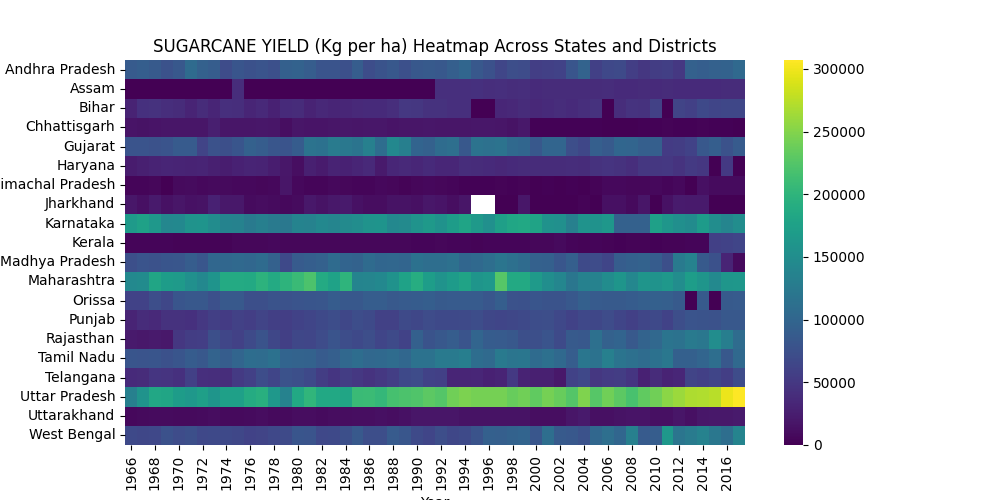 SUGARCANE YIELD (Kg per ha) Heatmap Across States and Districts
Andhra Pradesh
Assam
Bihar
Chhattisgarh
Gujarat
Haryana
imachal Pradesh
Jharkhand
Karnataka
Kerala
Madhya Pradesh
Maharashtra
Orissa
Punjab
Rajasthan
Tamil Nadu
Telangana
Uttar Pradesh
Uttarakhand
West Bengal
1966 1968 1970 1972 1974 1976 1978 1980 1982 1984 1986 1988 1990 1992 1994 1996 1998 2000 2002 2004 2006 2008 2010 2012 2014 2016
Year
300000
250000
200000
150000
100000
50000
0